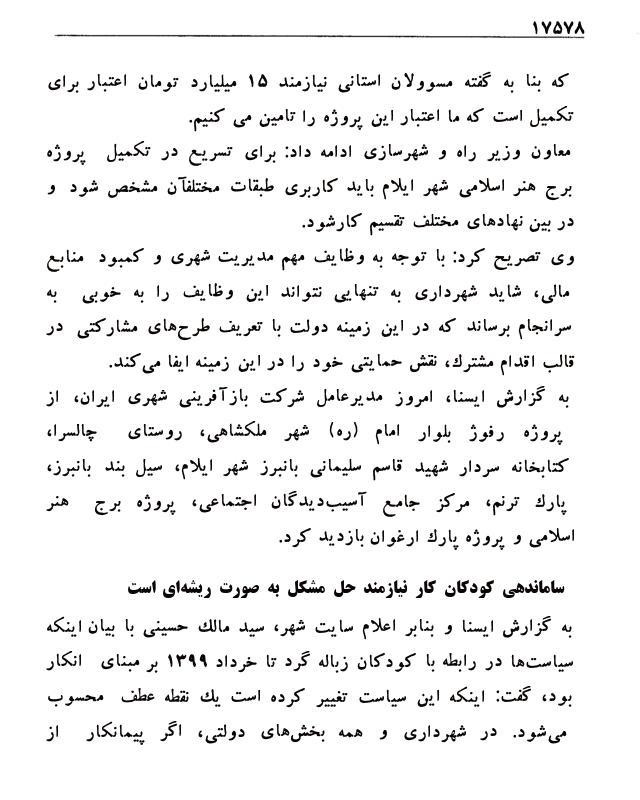 ۱۷۵۷۸
که بنا به گفته مسوولان استانی نیازمند ۱۵ میلیارد تومان اعتبار برای
تکمیل است که ما اعتبار این پروژه را تامین می کنیم.
معاون وزیر راه و شهرسازی ادامه داد: برای تسریع در تکمیل پروژه
برج هنر اسلامی شهر ایلام باید کاربری طبقات مختلفآن مشخص شود و
در بین نهادهای مختلف تقسیم کارشود.
وی تصریح کرد: با توجه به وظایف مهم مدیریت شهری و کمبود منابع
مالی، شاید شهرداری به تنهایی نتواند این وظایف را به خوبی به
سرانجام برساند که در این زمینه دولت با تعریف طرح‌های مشارکتی در
قالب اقدام مشترك، نقش حمایتی خود را در این زمینه ایفا می‌کند.
به گزارش ایسنا، امروز مدیرعامل شرکت بازآفرینی شهری ایران، از
پروژه رفوژ بلوار امام (ره) شهر ملکشاهی، روستای چالسرا،
کتابخانه سردار شهید قاسم سلیمانی بانبرز شهر ایلام، سیل بند بانبرز،
پارك ترنم، مرکز جامع آسیب‌دیدگان اجتماعی، پروژه برج هنر
اسلامی و پروژه پارك ارغوان بازدید کرد.
ساماندهی کودکان کار نیازمند حل مشکل به صورت ریشه‌ای است
به گزارش ایسنا و بنابر اعلام سایت شهر، سید مالك حسینی با بیان اینکه
سیاست‌ها در رابطه با کودکان زباله گرد تا خرداد ۱۳۹۹ بر مبنای انکار
بود، گفت: اینکه این سیاست تغییر کرده است یك نقطه عطف محسوب
می‌شود. در شهرداری و همه بخش‌های دولتی، اگر پیمانکار از